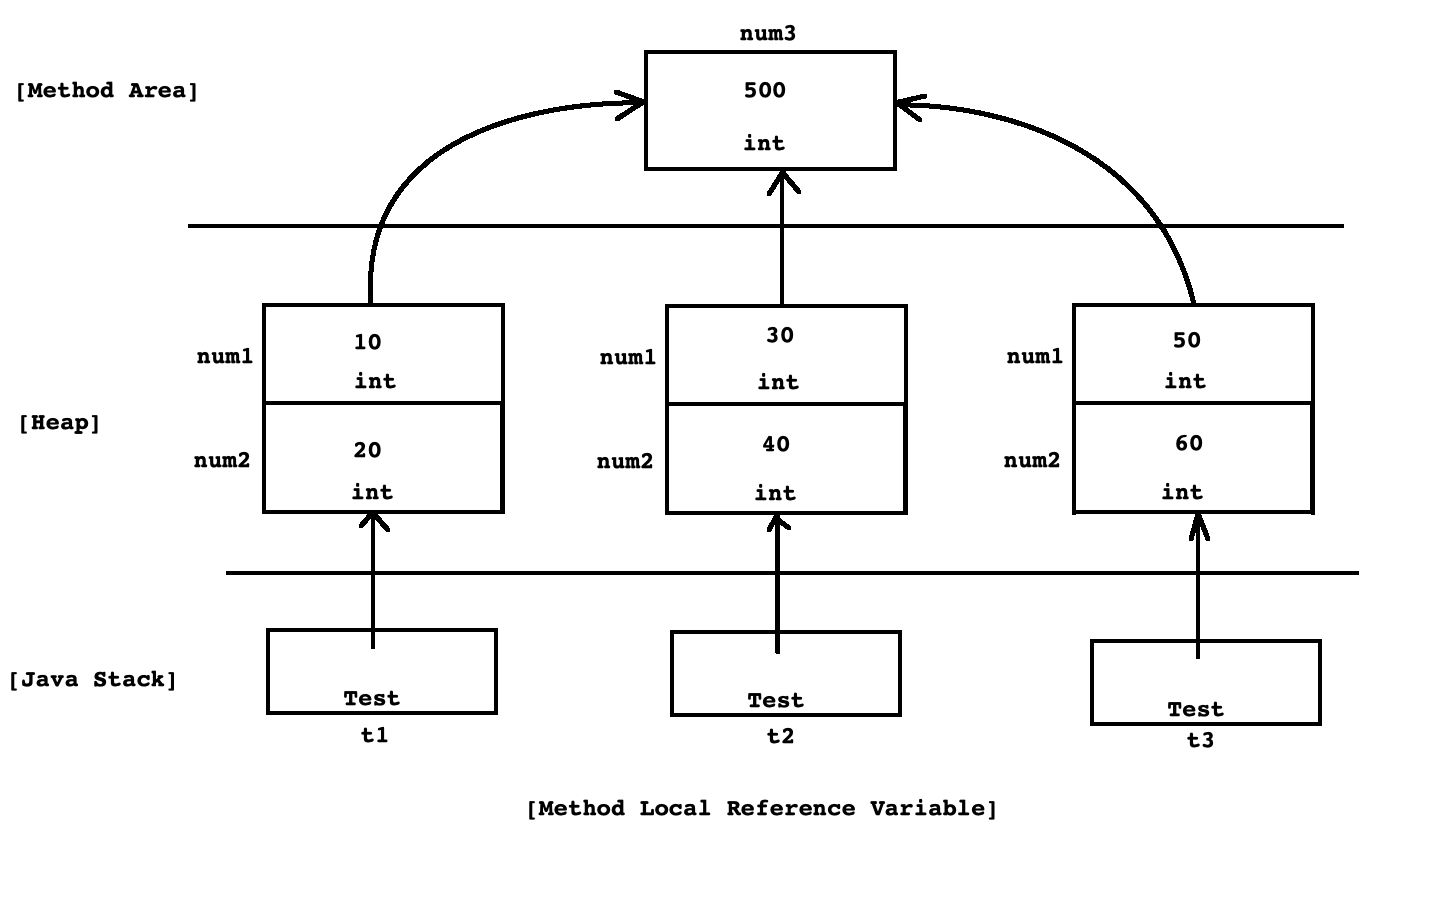 num3
[Method Area]
500
int
10
30
50
num1
num1
num1
int
int
int
[Heap]
20
40
60
num2
num2
num2
int
int
int
[Java Stack]
Test
Test
Test
t1
t2
t3
[Method Local Reference Variable]